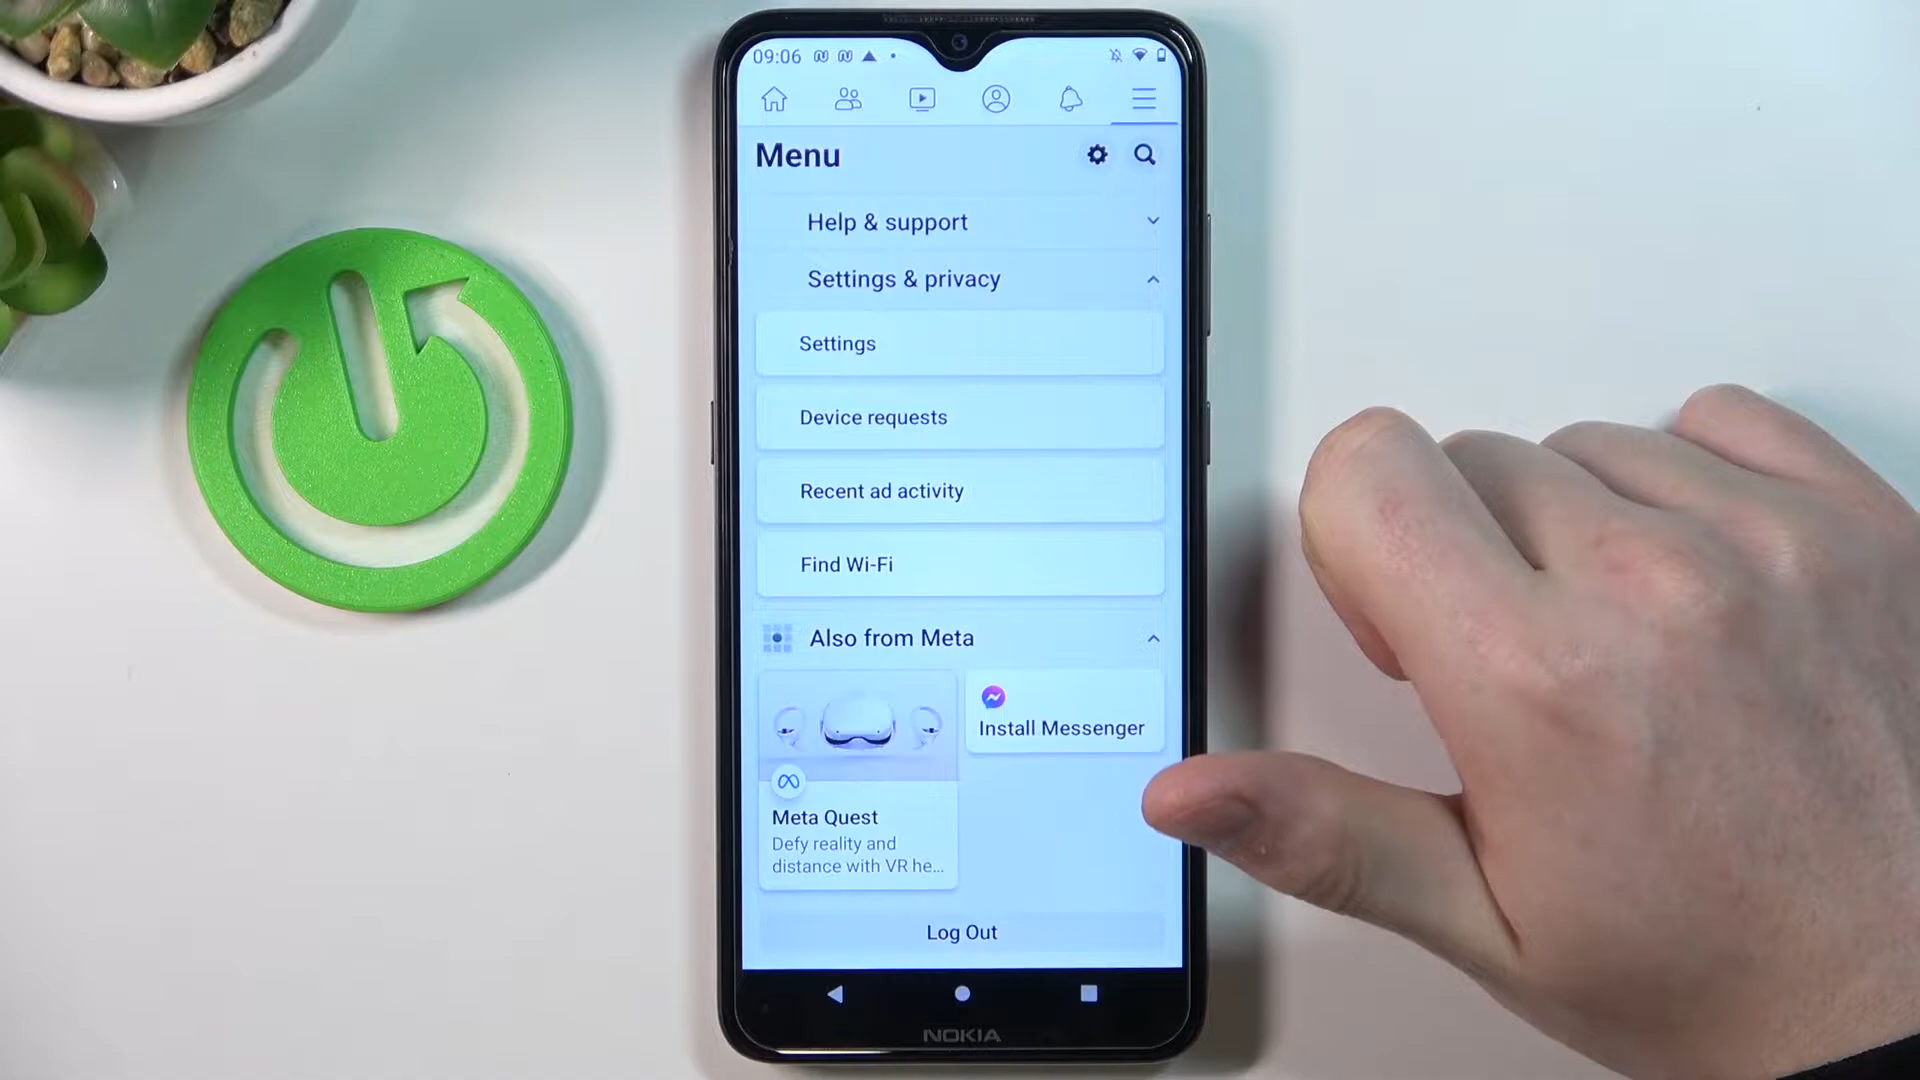 09:06
Menu
Help & support
Settings & privacy
Settings
Device requests
Recent ad activity
Find Wi-Fi
Also from Meta
Install Messenger
Meta Quest
Defy reality and
distance with VR he...
Log Out
NOKIA